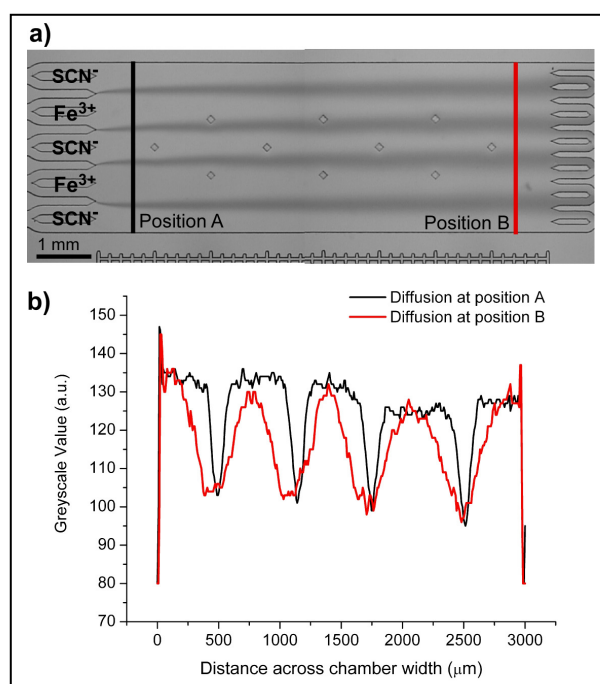 a)
SCN⁻
Fe³⁺
SCN⁻
Fe³⁺
SCN⁻
Position A
Position B
1 mm
b)
Diffusion at position A
Diffusion at position B
150
140
130
120
110
100
90
80
70
Greyscale Value (a.u.)
0 500 1000 1500 2000 2500 3000
Distance across chamber width (μm)